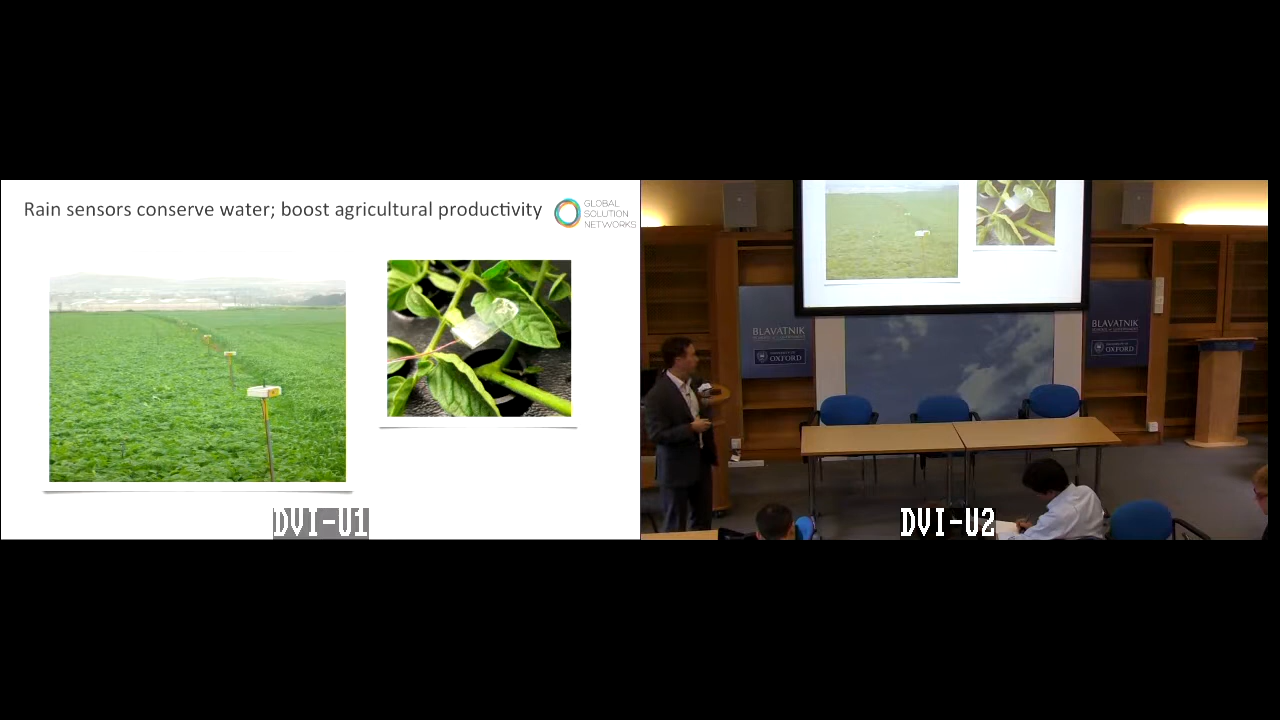 Rain sensors conserve water; boost agricultural productivity
GLOBAL
SOLUTION
NETWORKS
BLAVATNIK
OXFORD
BLAVATNIK
OXFORD
DVI-U1
DVI-U2